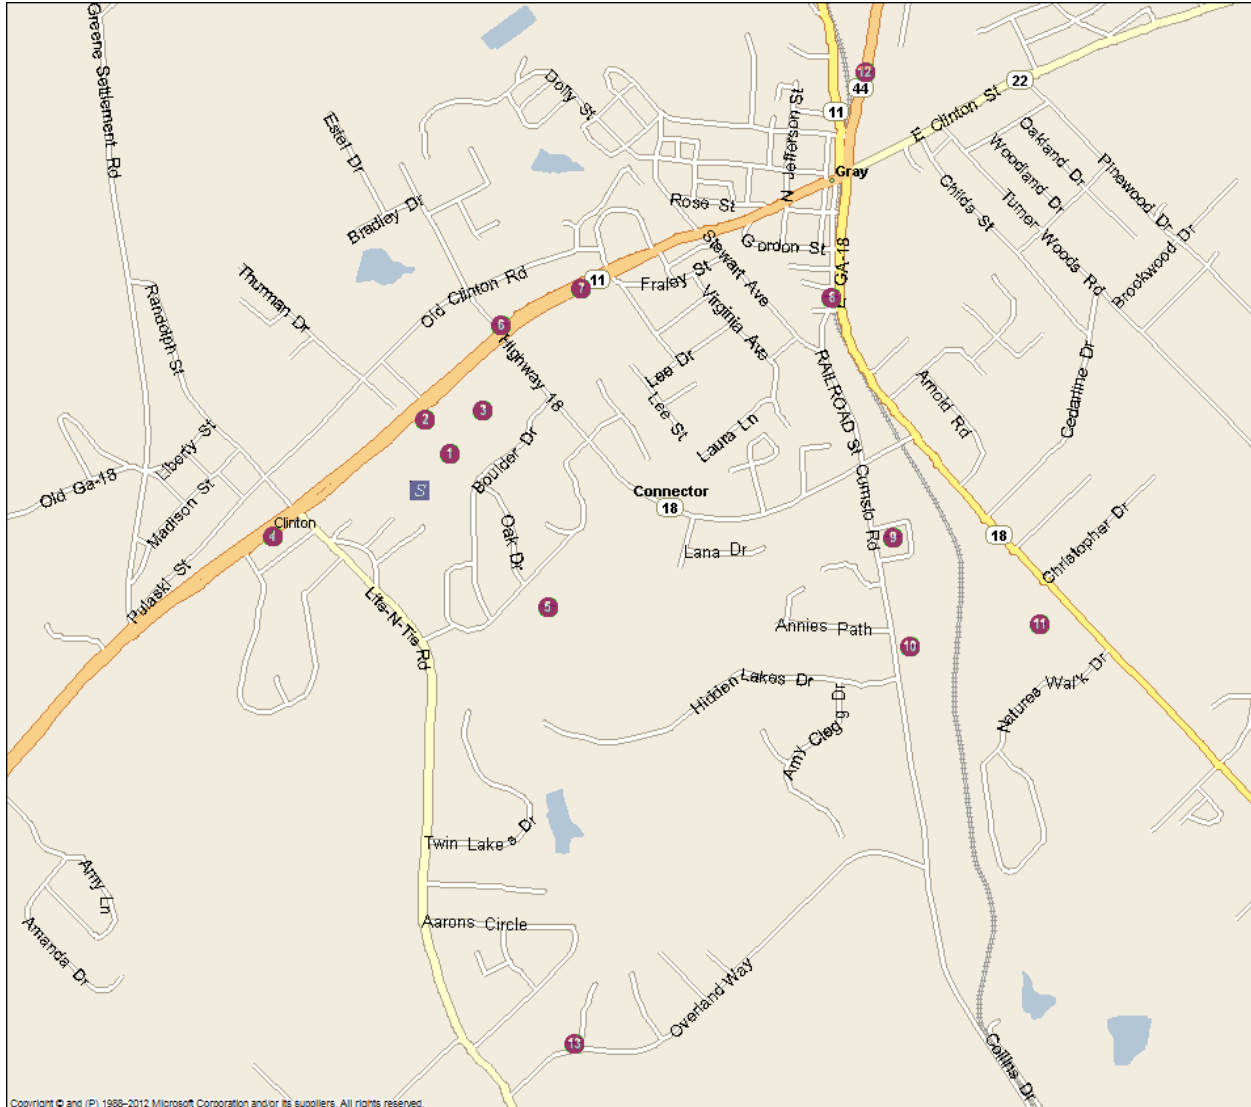 Greene Settlement Rd
12
44
11
22
E Clinton St
Dolly St
N Jefferson St
Oakland Dr
Pinewood Dr
Dr
Estel Dr
Woodland Dr
Gray
Childs St
Turner Woods Rd
Rose St
Bradley Dr
Stewart Ave
Gordon St
GA-18
Brookwood
Old Clinton Rd
11
Fraley St
7
8
Thurman Dr
Randolph St
Virginia Ave
6
Highway 18
Lee Dr
RAILROAD St
Arnold Rd
Cedarline Dr
3
2
Lee St
Laura Ln
Liberty St
1
Boulder Dr
Old Ga-18
S
Connector
18
Cumslo Rd
Madison St
Clinton
4
Oak Dr
Lana Dr
9
18
Christopher Dr
Pulaski St
Lite-N-Tie Rd
5
Annies Path
11
10
Hidden Lakes Dr
Natures Walk Dr
Amy Clegg Dr
Twin Lakes Dr
Amy Ln
Amanda Dr
Aarons Circle
Overland Way
13
Collins Dr
Copyright © and (P) 1988–2012 Microsoft Corporation and/or its suppliers. All rights reserved.